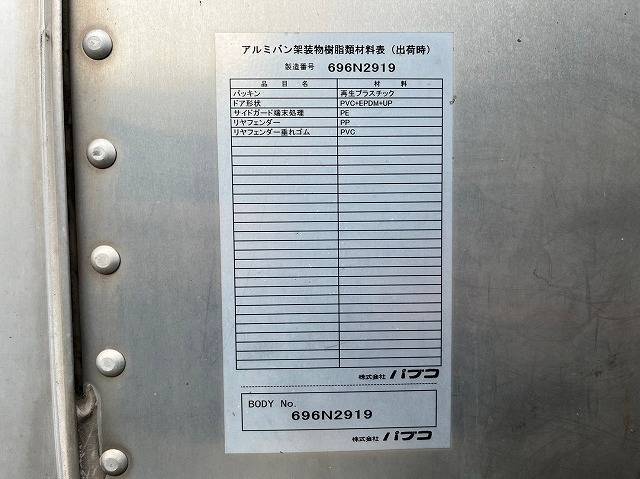 アルミバン架装物樹脂類材料表（出荷時）
製造番号 696N2919
品目名 材料
パッキン 再生プラスチック
ドア形状 PVC+EPDM+UP
サイドガード端末処理 PE
リヤフェンダー PP
リヤフェンダー垂れゴム PVC
株式会社 パブコ
BODY No.
696N2919
株式会社 パブコ